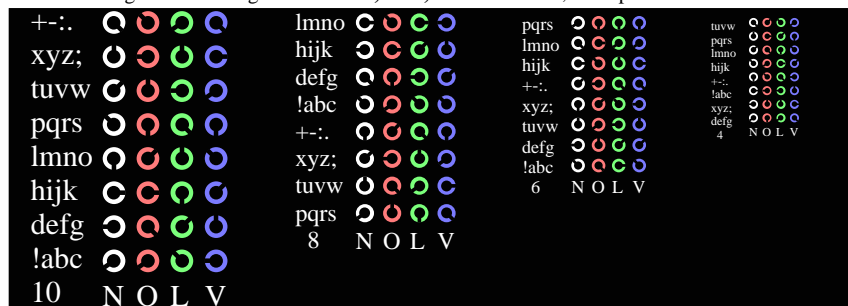 +-:.
xyz;
tuvw
pqrs
lmno
hijk
defg
!abc
10 N O L V
lmno
hijk
defg
!abc
+-:.
xyz;
tuvw
pqrs
8 N O L V
pqrs
lmno
hijk
+-:.
xyz;
tuvw
defg
!abc
6 N O L V
tuvw
pqrs
lmno
hijk
+-:.
!abc
xyz;
defg
4 N O L V